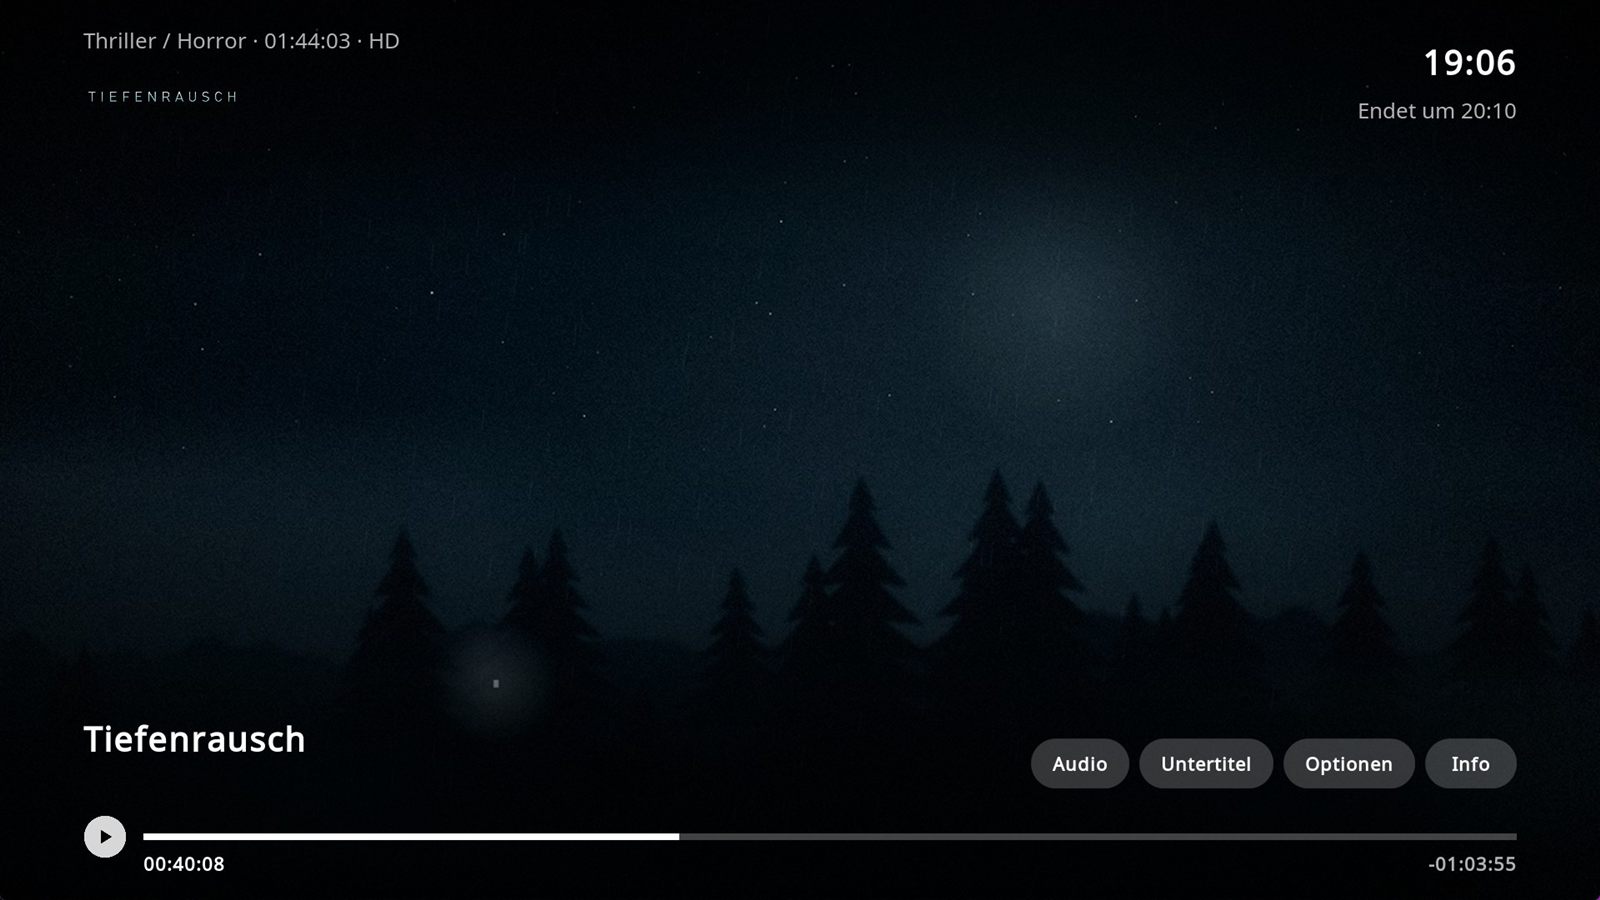 Thriller / Horror · 01:44:03 · HD
19:06
TIEFENRAUSCH
Endet um 20:10
Tiefenrausch
Audio
Untertitel
Optionen
Info
00:40:08
-01:03:55